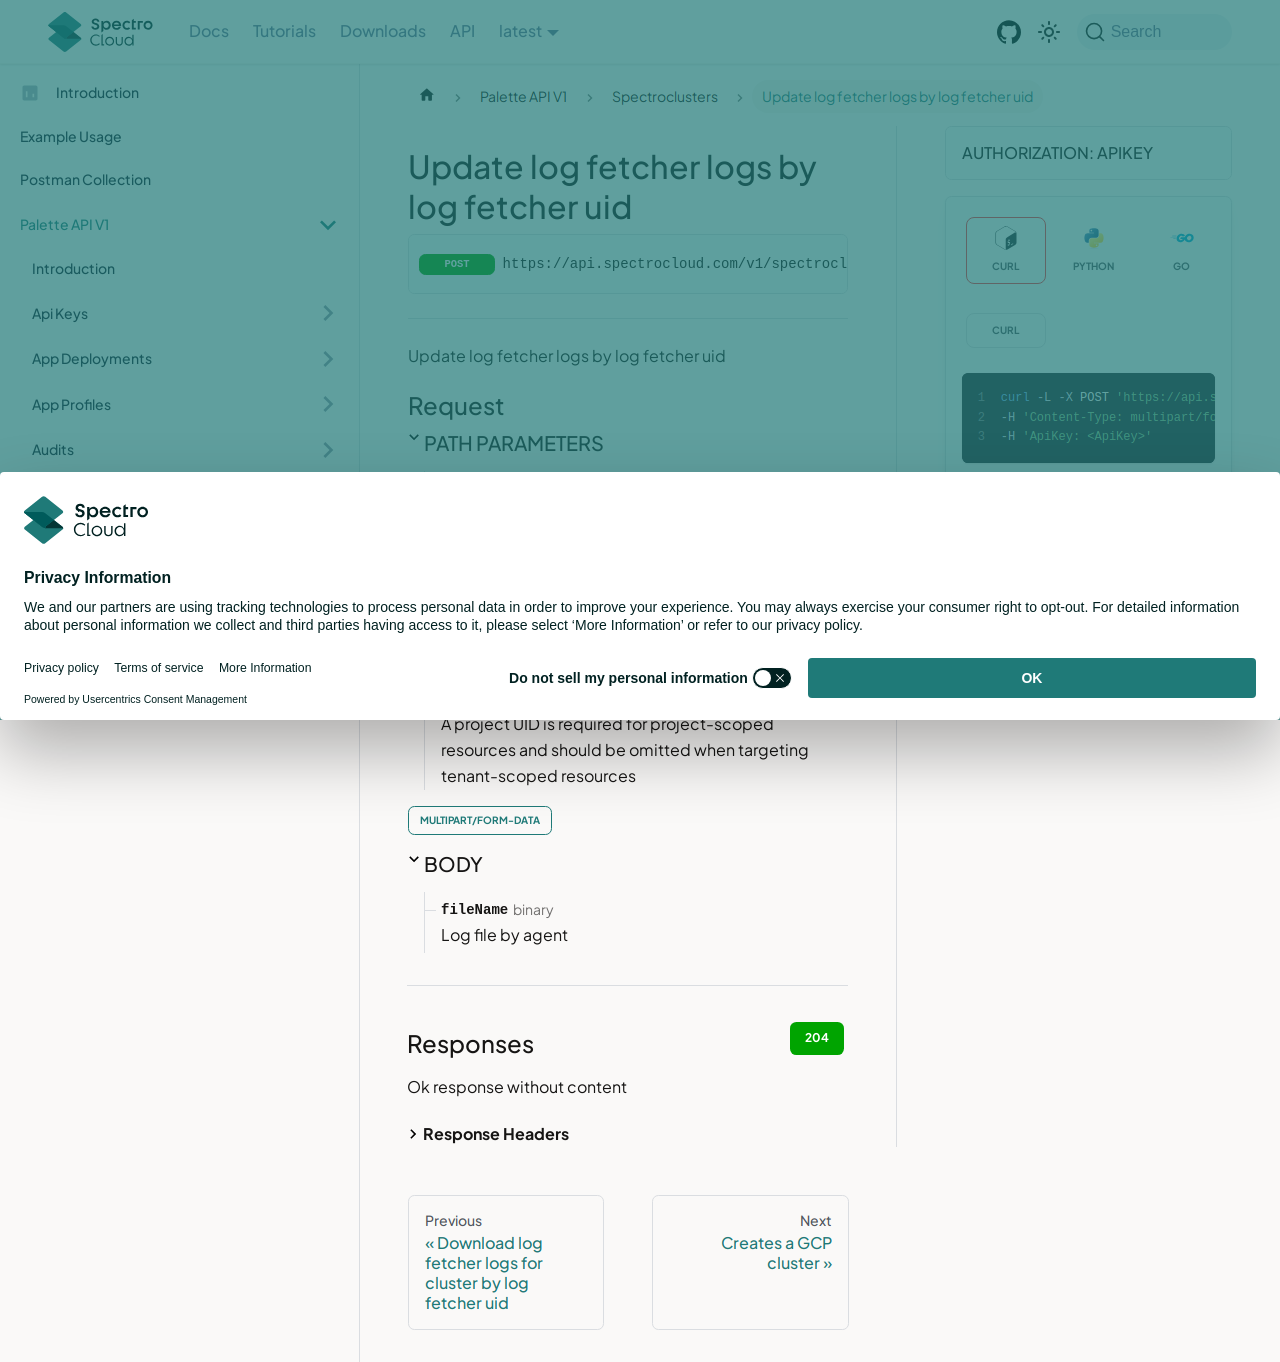 Spectro
Cloud
Docs
Tutorials
Downloads
API
latest
Search
Introduction
Example Usage
Postman Collection
Palette API V1
Introduction
Api Keys
App Deployments
App Profiles
Audits
Palette API V1
Spectroclusters
Update log fetcher logs by log fetcher uid
Update log fetcher logs by
log fetcher uid
POST
https://api.spectrocloud.com/v1/spectrocl
Update log fetcher logs by log fetcher uid
Request
PATH PARAMETERS
AUTHORIZATION: APIKEY
CURL
PYTHON
GO
CURL
1 curl -L -X POST 'https://api.s
2 -H 'Content-Type: multipart/fo
3 -H 'ApiKey: <ApiKey>'
Spectro
Cloud
Privacy Information
We and our partners are using tracking technologies to process personal data in order to improve your experience. You may always exercise your consumer right to opt-out. For detailed information
about personal information we collect and third parties having access to it, please select ‘More Information’ or refer to our privacy policy.
Privacy policy
Terms of service
More Information
Powered by Usercentrics Consent Management
Do not sell my personal information
OK
A project UID is required for project-scoped
resources and should be omitted when targeting
tenant-scoped resources
MULTIPART/FORM-DATA
BODY
fileName binary
Log file by agent
Responses
204
Ok response without content
Response Headers
Previous
« Download log
fetcher logs for
cluster by log
fetcher uid
Next
Creates a GCP
cluster »